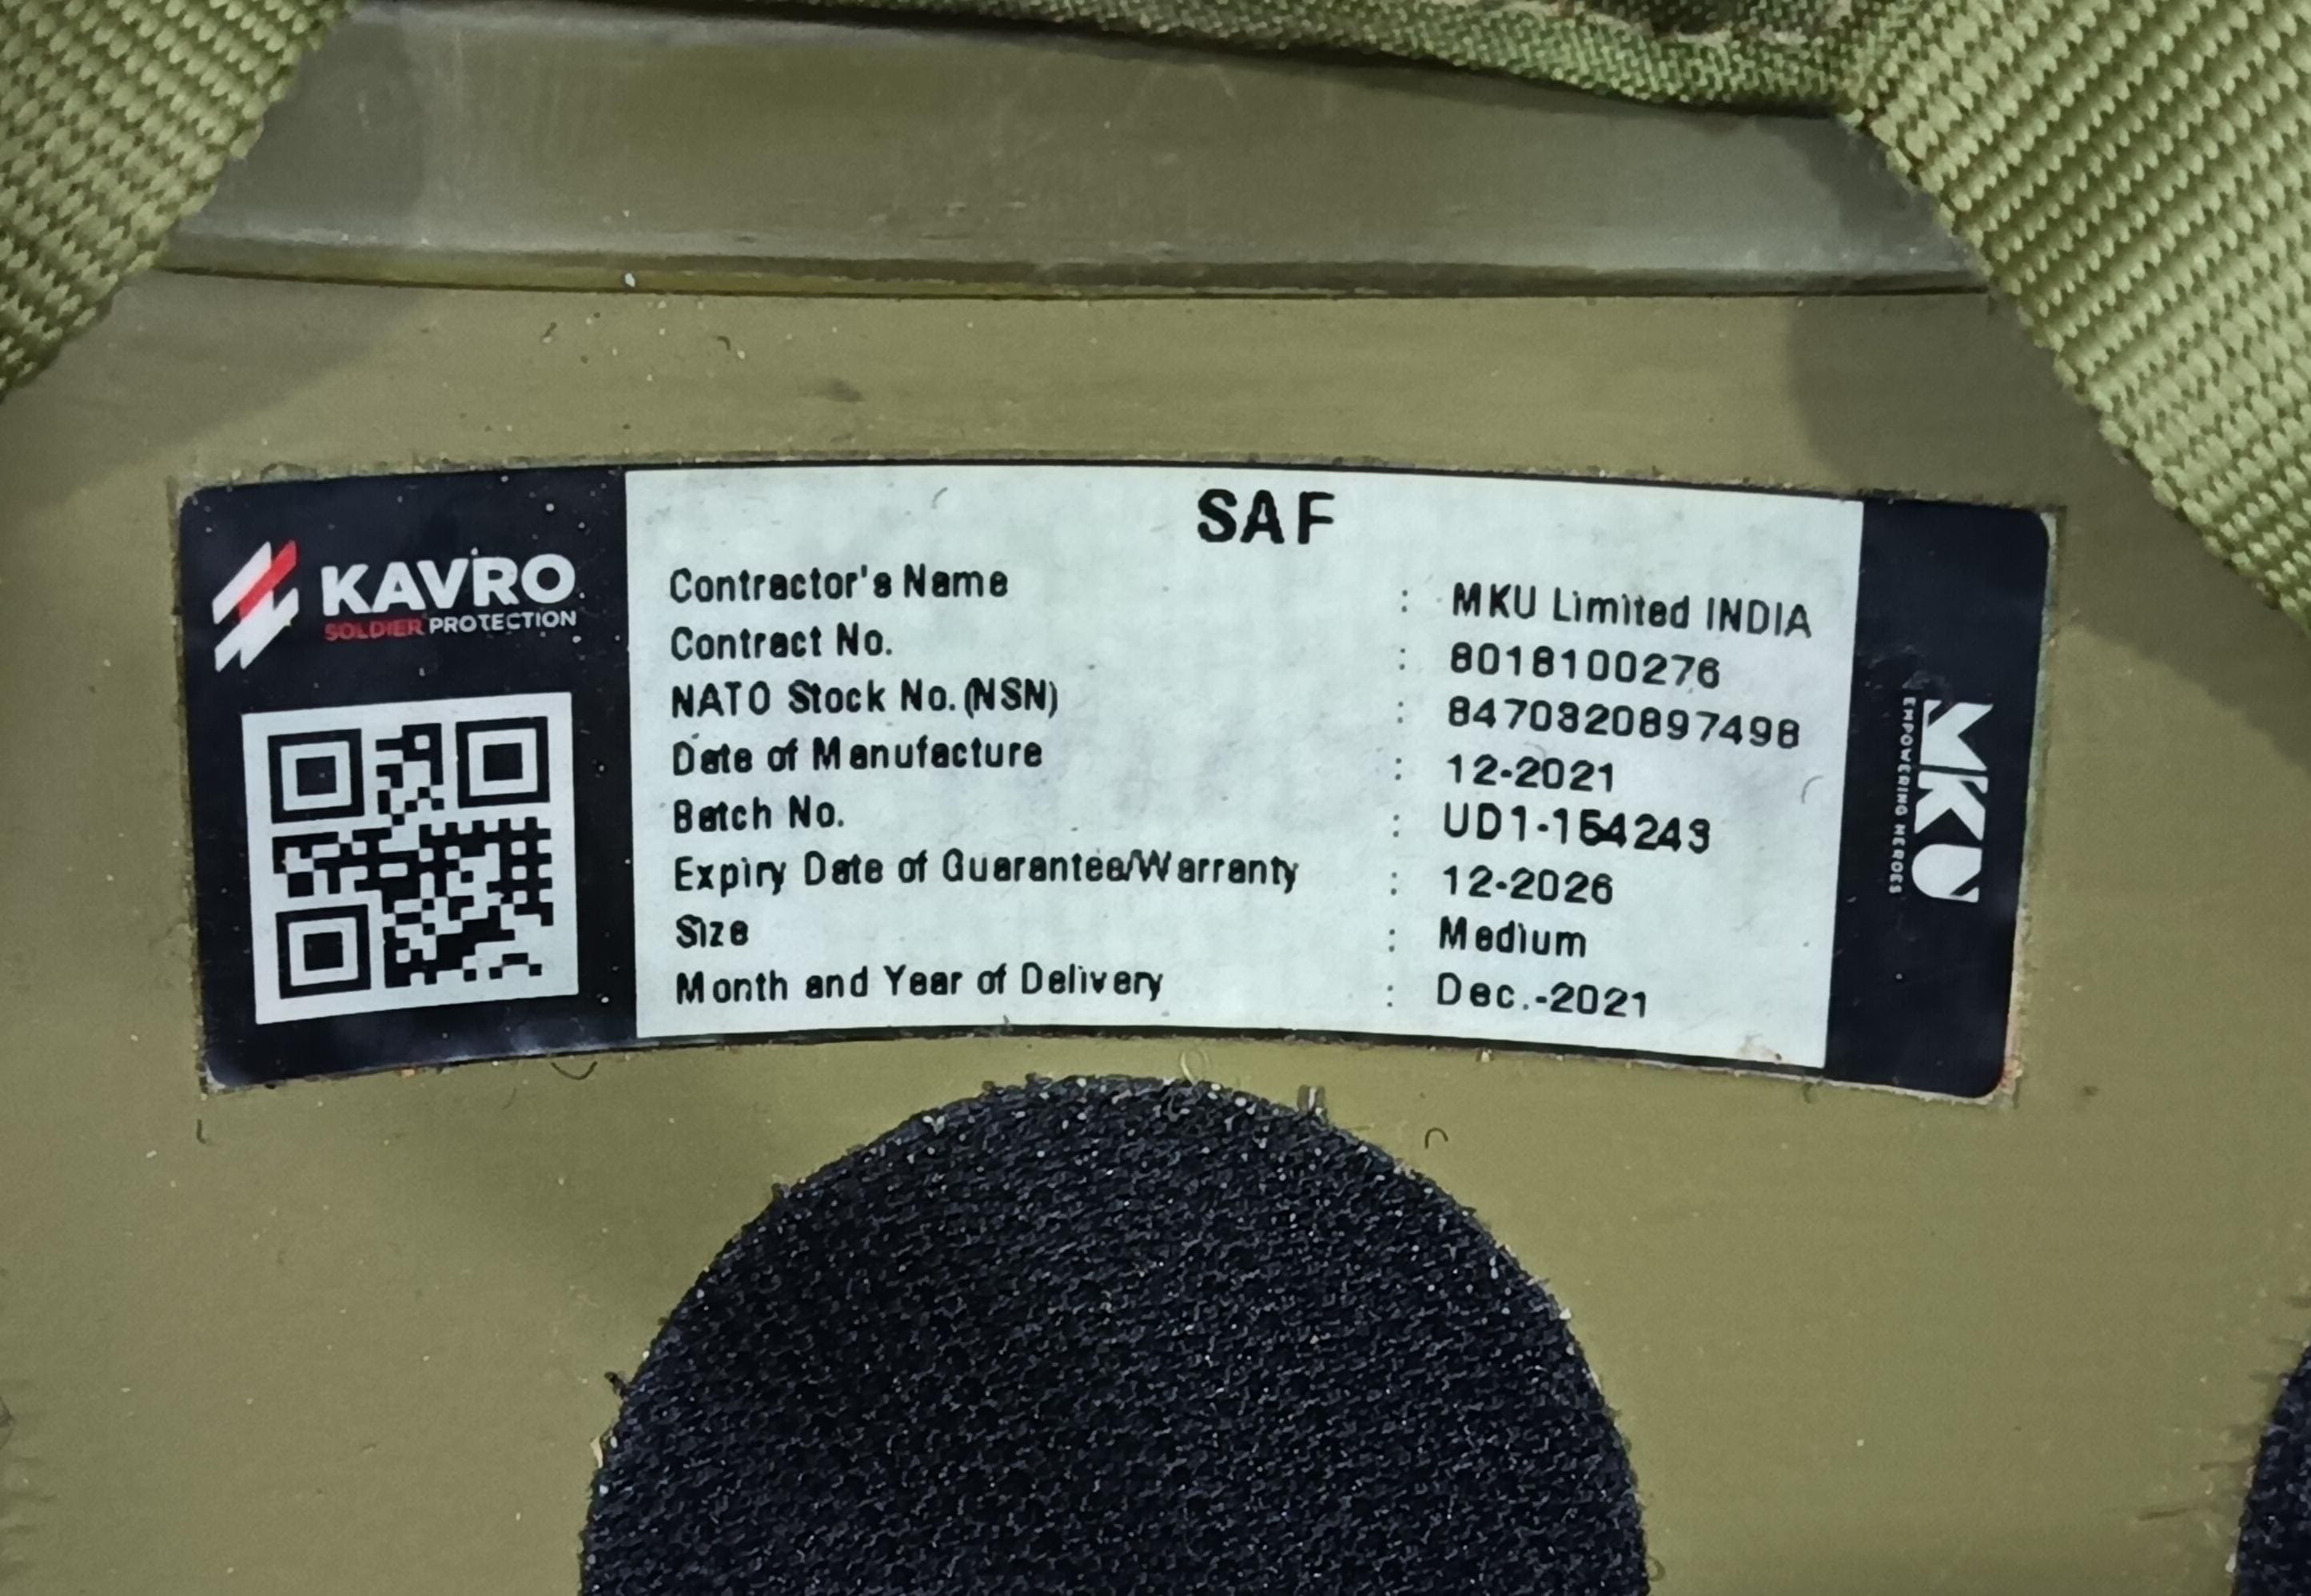 KAVRO
SOLDIER PROTECTION
SAF
Contractor's Name : MKU Limited INDIA
Contract No. : 8018100276
NATO Stock No. (NSN) : 8470320897498
Date of Manufacture : 12-2021
Batch No. : UD1-154243
Expiry Date of Guarantee/Warranty : 12-2026
Size : Medium
Month and Year of Delivery : Dec.-2021
MKU
EMPOWERING HEROES